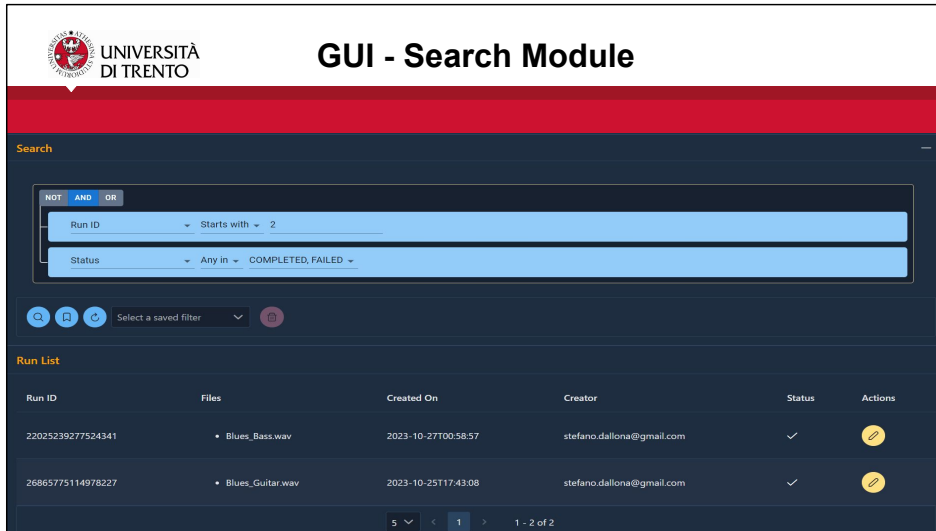 UNIVERSITÀ
DI TRENTO
GUI - Search Module
Search
NOT AND OR
Run ID Starts with 2
Status Any in COMPLETED, FAILED
Select a saved filter
Run List
Run ID Files Created On Creator Status Actions
22025239277524341 • Blues_Bass.wav 2023-10-27T00:58:57 stefano.dallona@gmail.com
26865775114978227 • Blues_Guitar.wav 2023-10-25T17:43:08 stefano.dallona@gmail.com
5 < 1 > 1 - 2 of 2